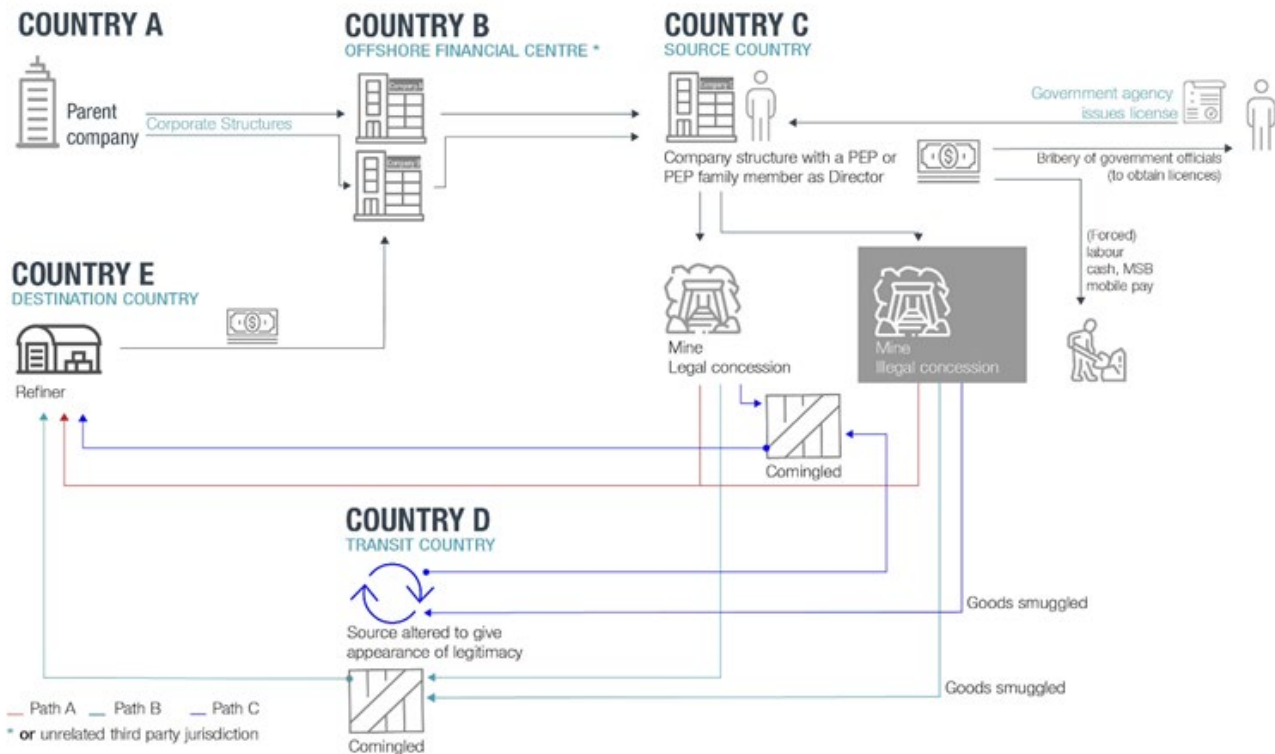 COUNTRY A
Parent
company
Corporate Structures
COUNTRY B
OFFSHORE FINANCIAL CENTRE *
COUNTRY C
SOURCE COUNTRY
Company structure with a PEP or
PEP family member as Director
Government agency
issues license
Bribery of government officials
(to obtain licences)
(Forced)
labour
cash, MSB
mobile pay
COUNTRY E
DESTINATION COUNTRY
Refiner
Mine
Legal concession
Mine
Illegal concession
Comingled
COUNTRY D
TRANSIT COUNTRY
Source altered to give
appearance of legitimacy
Goods smuggled
Goods smuggled
Comingled
Path A
Path B
Path C
* or unrelated third party jurisdiction